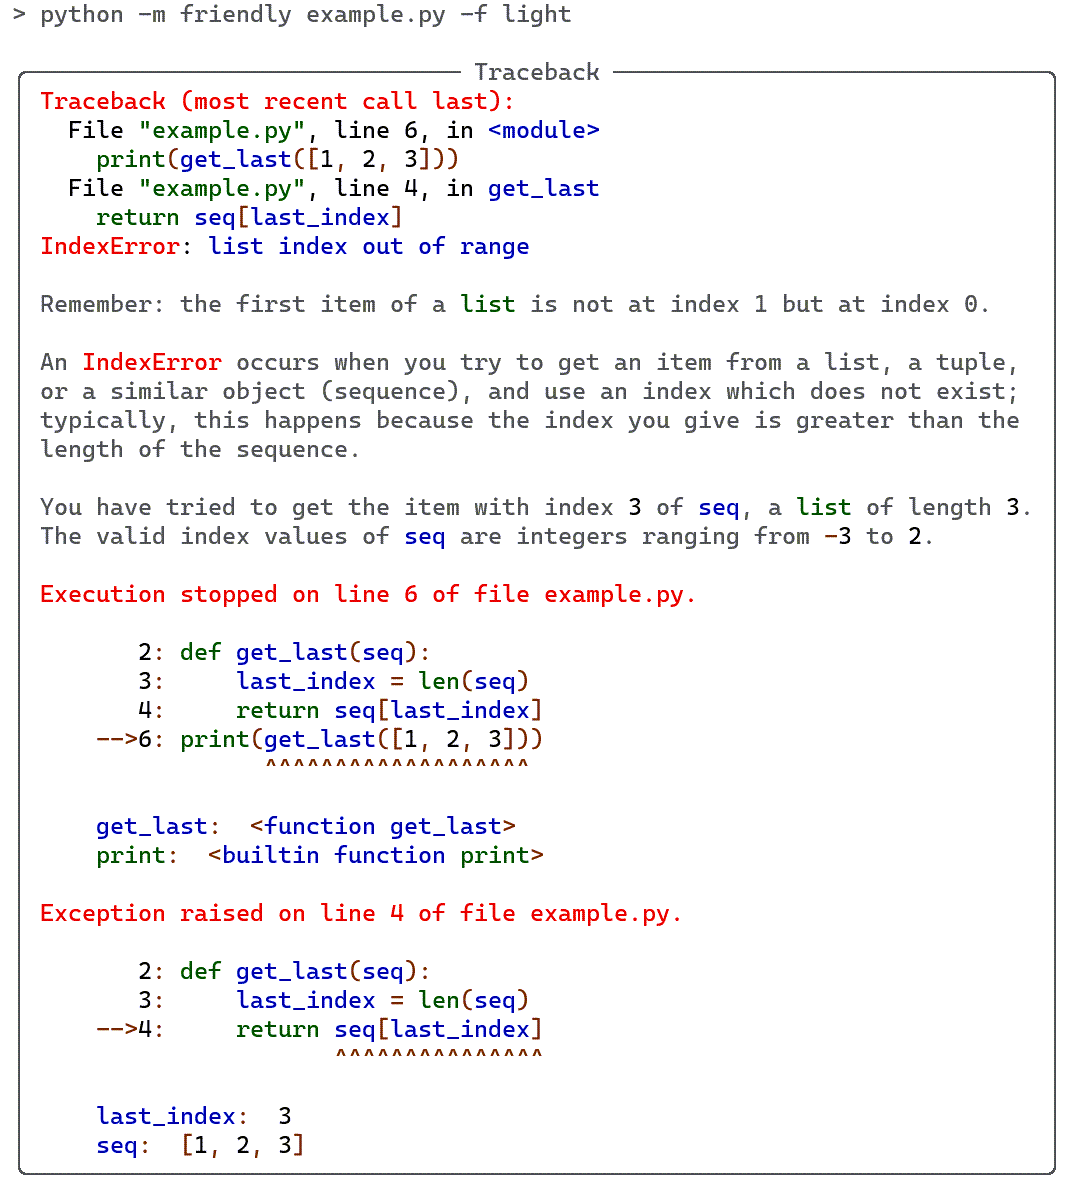 > python -m friendly example.py -f light
Traceback
Traceback (most recent call last):
  File "example.py", line 6, in <module>
    print(get_last([1, 2, 3]))
  File "example.py", line 4, in get_last
    return seq[last_index]
IndexError: list index out of range
Remember: the first item of a list is not at index 1 but at index 0.
An IndexError occurs when you try to get an item from a list, a tuple,
or a similar object (sequence), and use an index which does not exist;
typically, this happens because the index you give is greater than the
length of the sequence.
You have tried to get the item with index 3 of seq, a list of length 3.
The valid index values of seq are integers ranging from -3 to 2.
Execution stopped on line 6 of file example.py.
       2: def get_last(seq):
       3:     last_index = len(seq)
       4:     return seq[last_index]
    -->6: print(get_last([1, 2, 3]))
                ^^^^^^^^^^^^^^^^^^^
    get_last:  <function get_last>
    print:  <builtin function print>
Exception raised on line 4 of file example.py.
       2: def get_last(seq):
       3:     last_index = len(seq)
    -->4:     return seq[last_index]
                     ^^^^^^^^^^^^^^^
    last_index:  3
    seq:  [1, 2, 3]